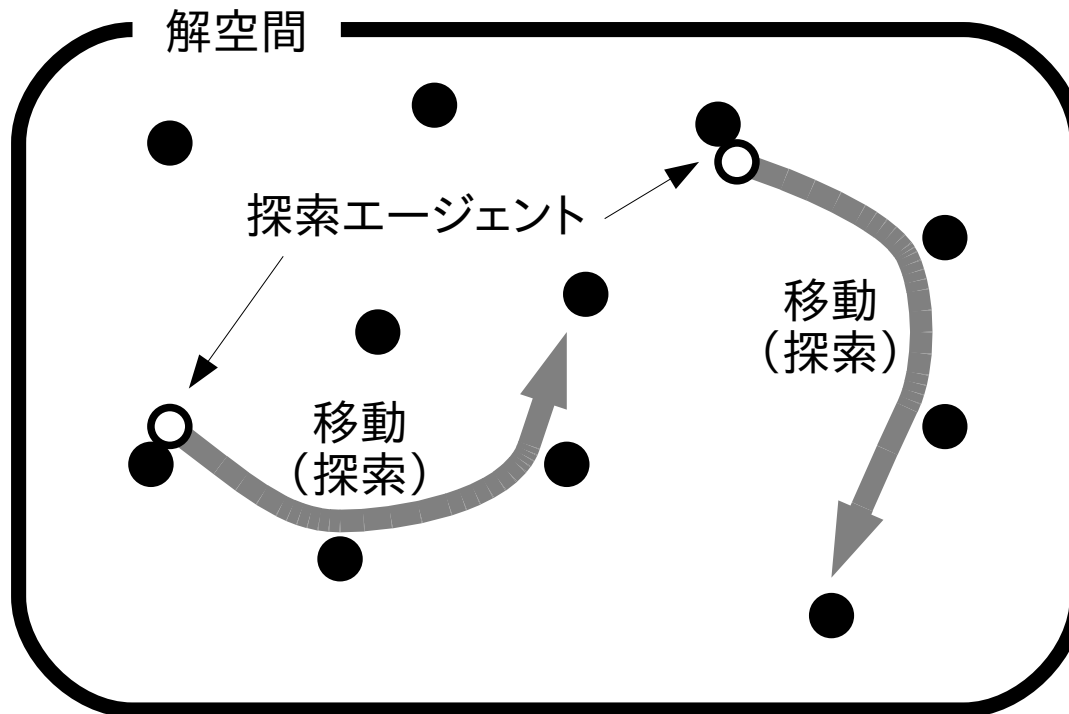 解空間
探索エージェント
移動
（探索）
移動
（探索）